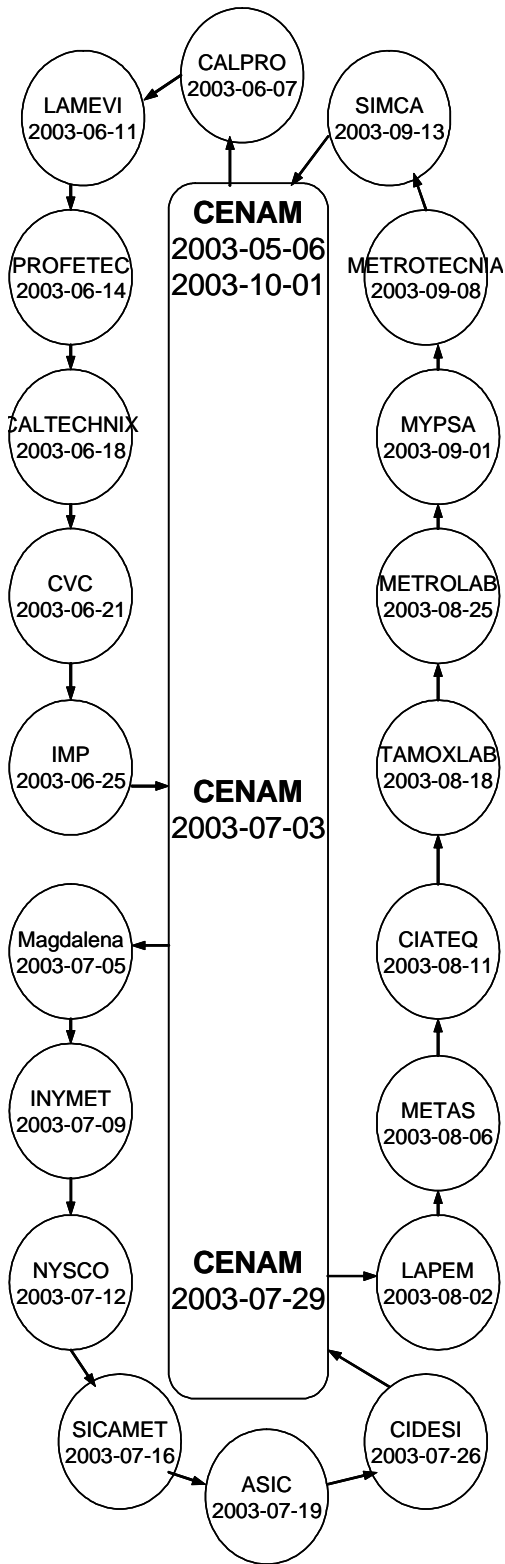 CENAM
2003-05-06
2003-10-01
CALPRO
2003-06-07
LAMEVI
2003-06-11
PROFETEC
2003-06-14
CALTECHNIX
2003-06-18
CVC
2003-06-21
IMP
2003-06-25
CENAM
2003-07-03
Magdalena
2003-07-05
INYMET
2003-07-09
NYSCO
2003-07-12
SICAMET
2003-07-16
ASIC
2003-07-19
CIDESI
2003-07-26
CENAM
2003-07-29
LAPEM
2003-08-02
METAS
2003-08-06
CIATEQ
2003-08-11
TAMOXLAB
2003-08-18
METROLAB
2003-08-25
MYPSA
2003-09-01
METROTECNIA
2003-09-08
SIMCA
2003-09-13